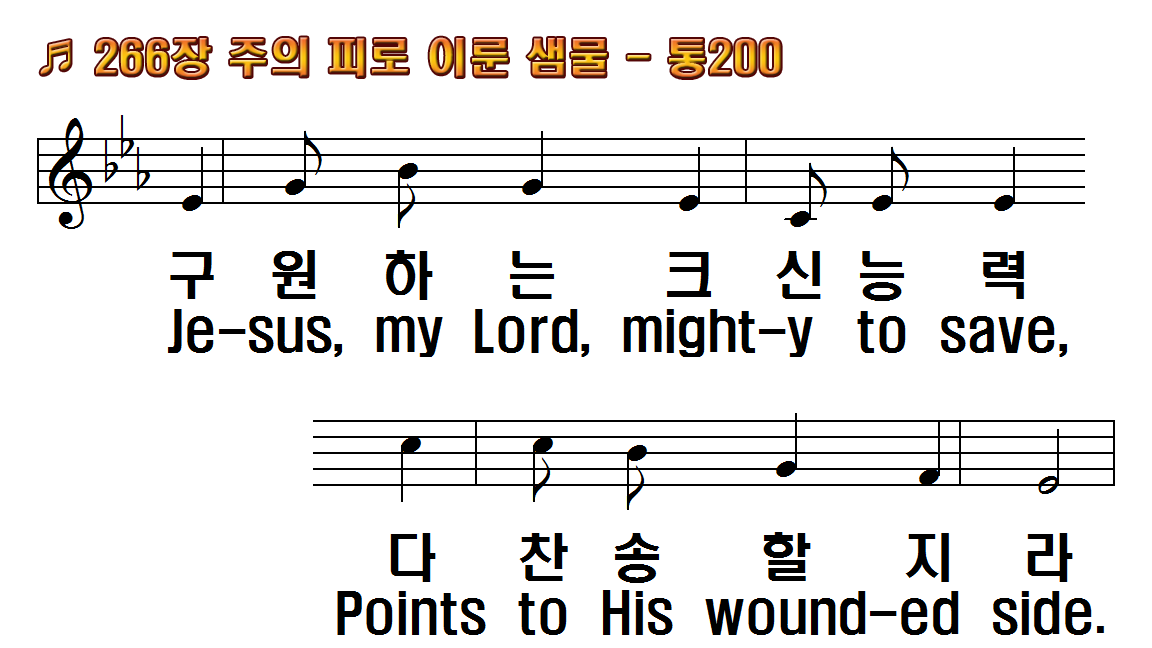 ♬ 266장 주의 피로 이룬 샘물 - 통200
구 원 하 는 크 신 능 력
Je-sus, my Lord, might-y to save,
다 찬 송 할 지 라
Points to His wound-ed side.